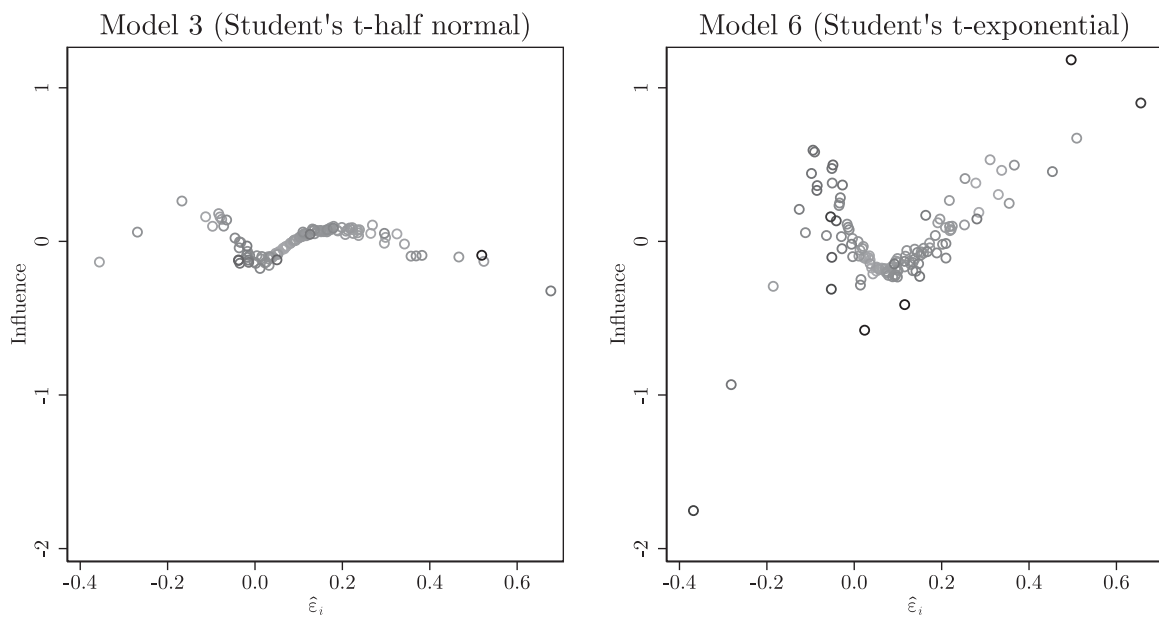 Model 3 (Student's t-half normal)
Model 6 (Student's t-exponential)
Influence
1
0
-1
-2
-0.4 -0.2 0.0 0.2 0.4 0.6
ε̂ᵢ
Influence
1
0
-1
-2
-0.4 -0.2 0.0 0.2 0.4 0.6
ε̂ᵢ